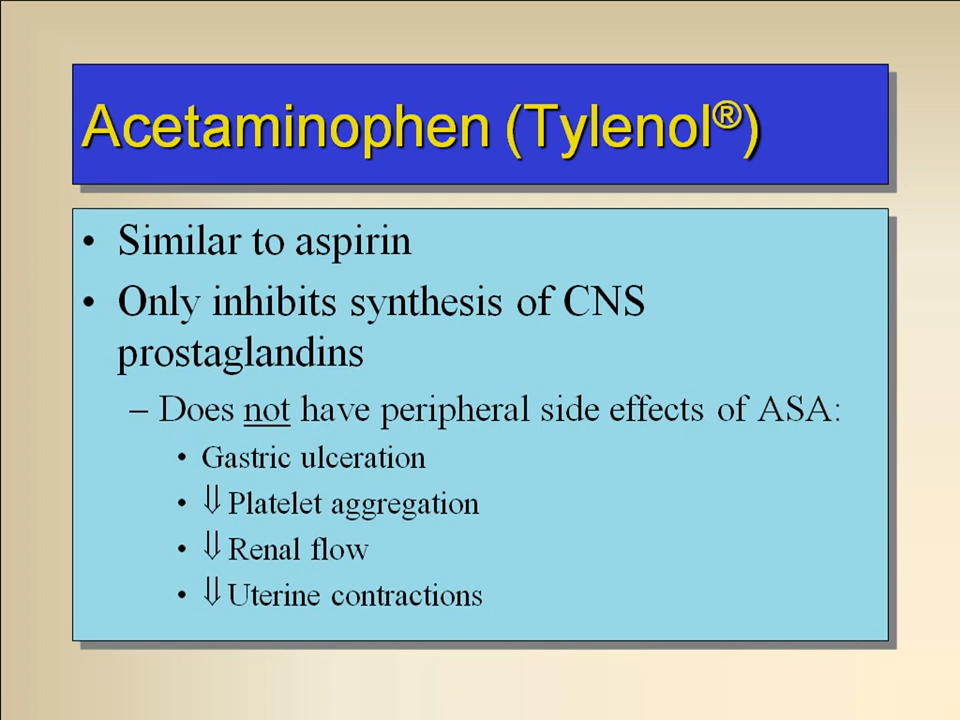 Acetaminophen (Tylenol®)
• Similar to aspirin
• Only inhibits synthesis of CNS
prostaglandins
– Does not have peripheral side effects of ASA:
• Gastric ulceration
• ⇓ Platelet aggregation
• ⇓ Renal flow
• ⇓ Uterine contractions